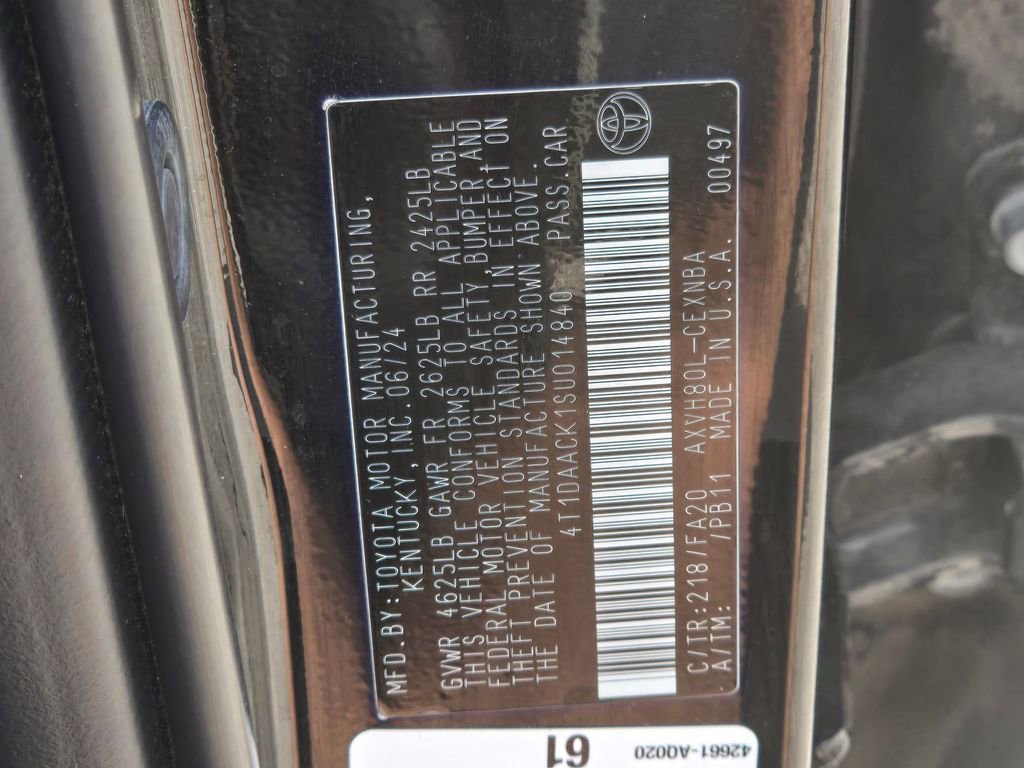 MFD.BY:TOYOTA MOTOR MANUFACTURING,
KENTUCKY, INC.06/24
GVWR 4625LB GAWR FR 2625LB RR 2425LB
THIS VEHICLE CONFORMS TO ALL APPLICABLE
FEDERAL MOTOR VEHICLE SAFETY,BUMPER,AND
THEFT PREVENTION STANDARDS IN EFFECT ON
THE DATE OF MANUFACTURE SHOWN ABOVE.
4T1DAACK1SU014840 PASS.CAR
C/TR:218/FA20 AXVH80L-CEXNBA
A/TM: /PB11 MADE IN U.S.A. 00497
61
42661-AQ020